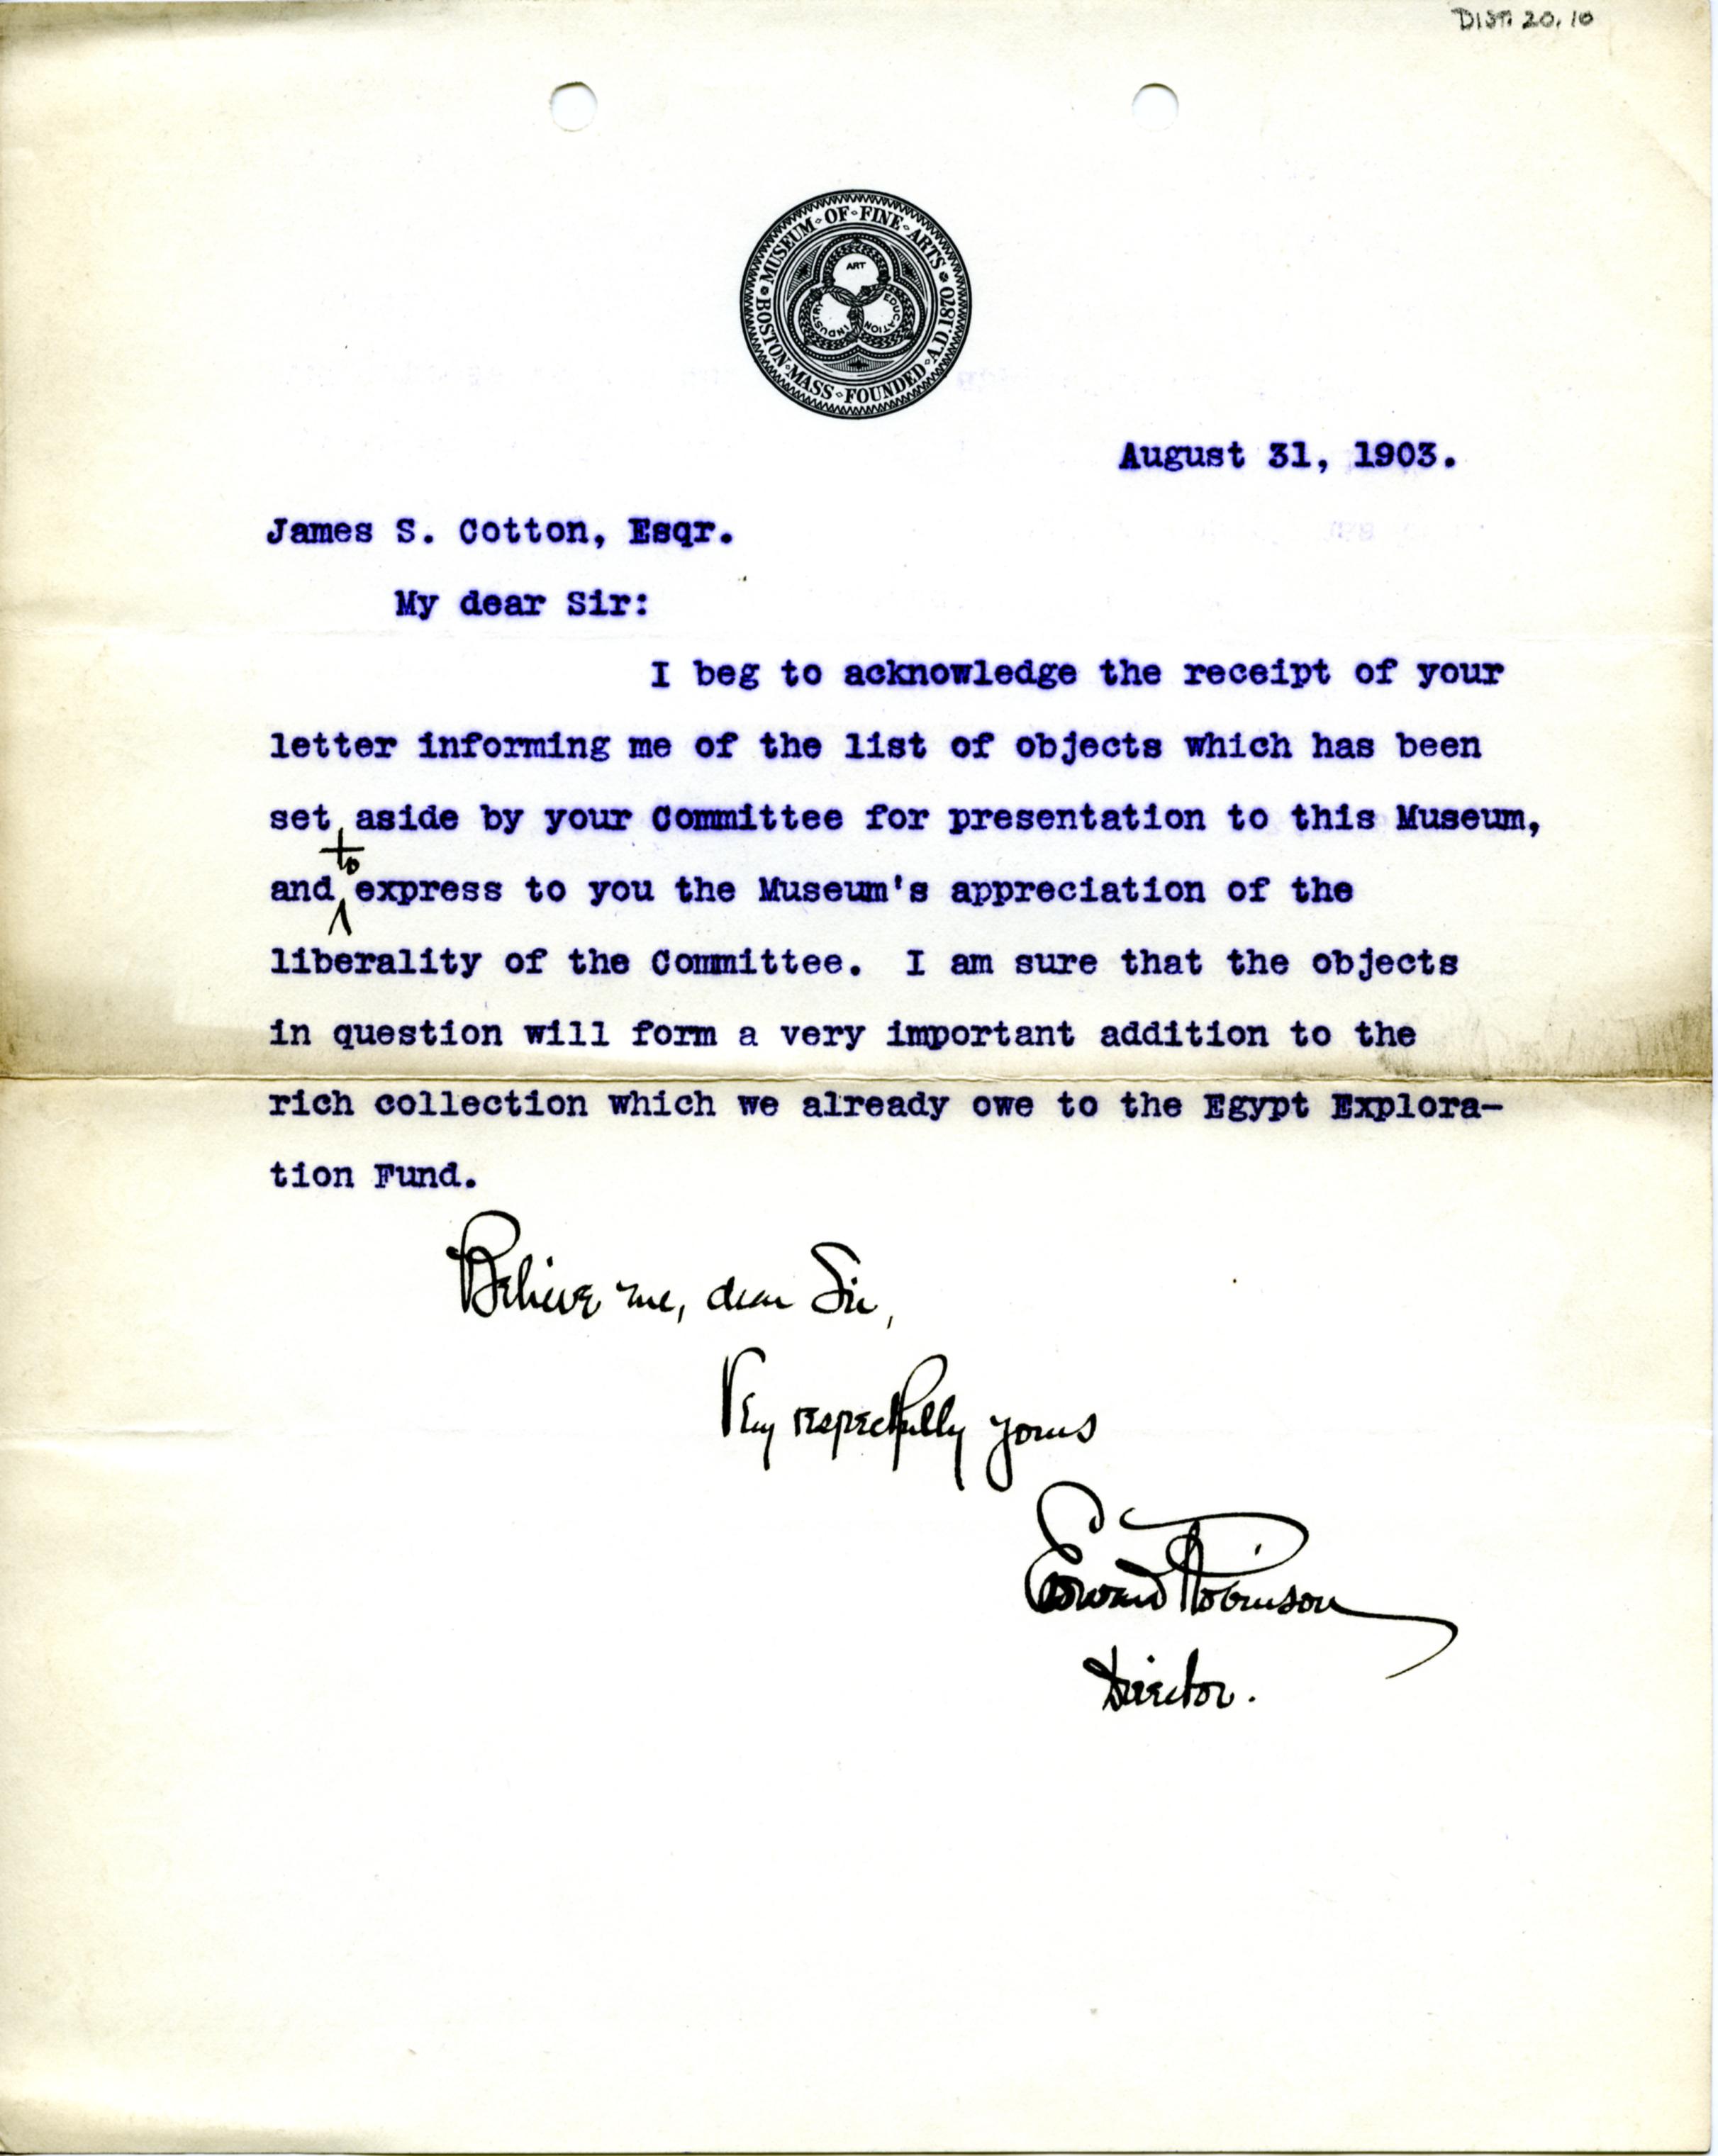 DIST. 20.10
BOSTON · MASS · FOUNDED · A.D. 1870 · MUSEUM · OF · FINE · ARTS
ART
INDUSTRY
EDUCATION
August 31, 1903.
James S. Cotton, Esqr.
My dear Sir:
I beg to acknowledge the receipt of your
letter informing me of the list of objects which has been
set, aside by your Committee for presentation to this Museum,
to
and, express to you the Museum's appreciation of the
liberality of the Committee. I am sure that the objects
in question will form a very important addition to the
rich collection which we already owe to the Egypt Explora-
tion Fund.
Believe me, dear Sir,
Very respectfully yours
Edward Robinson
Director.